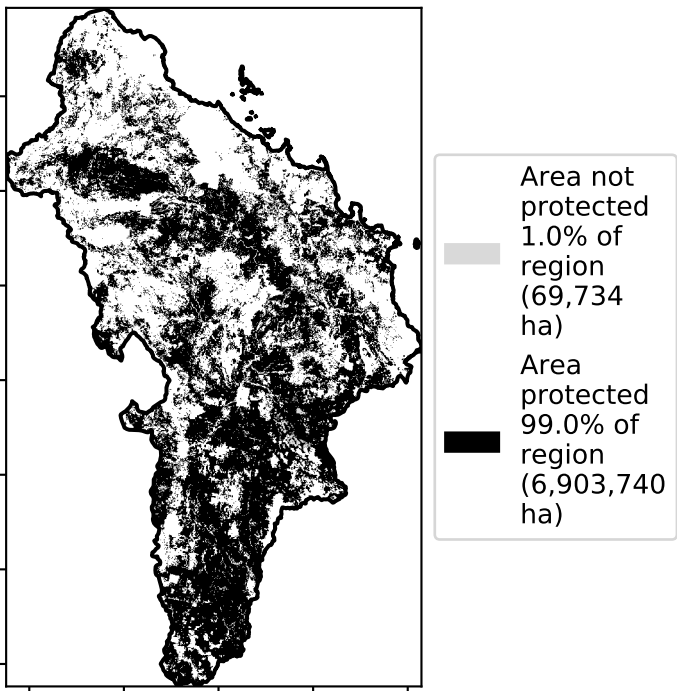 Area not
protected
1.0% of
region
(69,734
ha)
Area
protected
99.0% of
region
(6,903,740
ha)